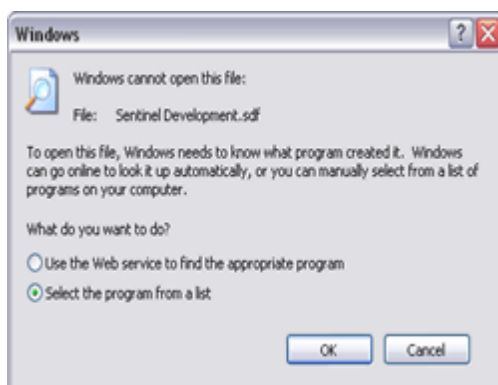 Windows
Windows cannot open this file:
File: Sentinel Development.sdf
To open this file, Windows needs to know what program created it. Windows
can go online to look it up automatically, or you can manually select from a list of
programs on your computer.
What do you want to do?
Use the Web service to find the appropriate program
Select the program from a list
OK Cancel